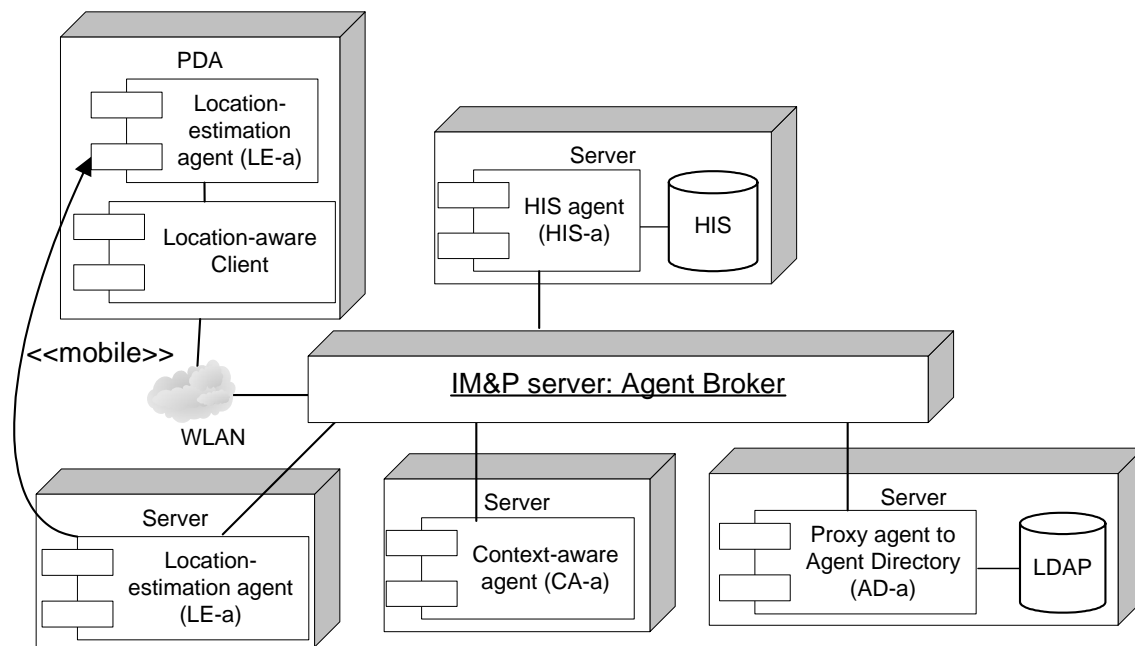 PDA
Location-
estimation
agent (LE-a)
Location-aware
Client
Server
HIS agent
(HIS-a)
HIS
<<mobile>>
WLAN
IM&P server: Agent Broker
Server
Location-
estimation agent
(LE-a)
Server
Context-aware
agent (CA-a)
Server
Proxy agent to
Agent Directory
(AD-a)
LDAP